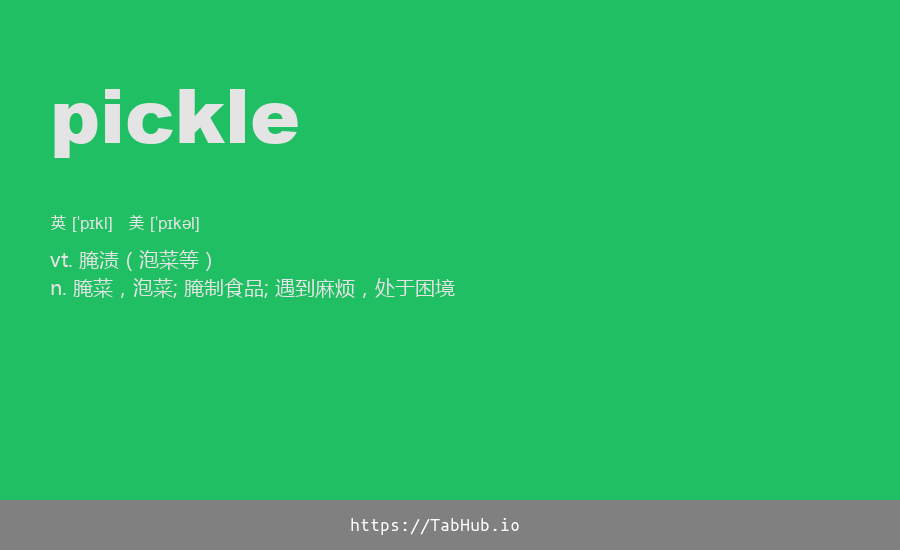 pickle
英 [ˈpɪkl] 美 [ˈpɪkəl]
vt. 腌渍（泡菜等）
n. 腌菜，泡菜; 腌制食品; 遇到麻烦，处于困境
https://TabHub.io